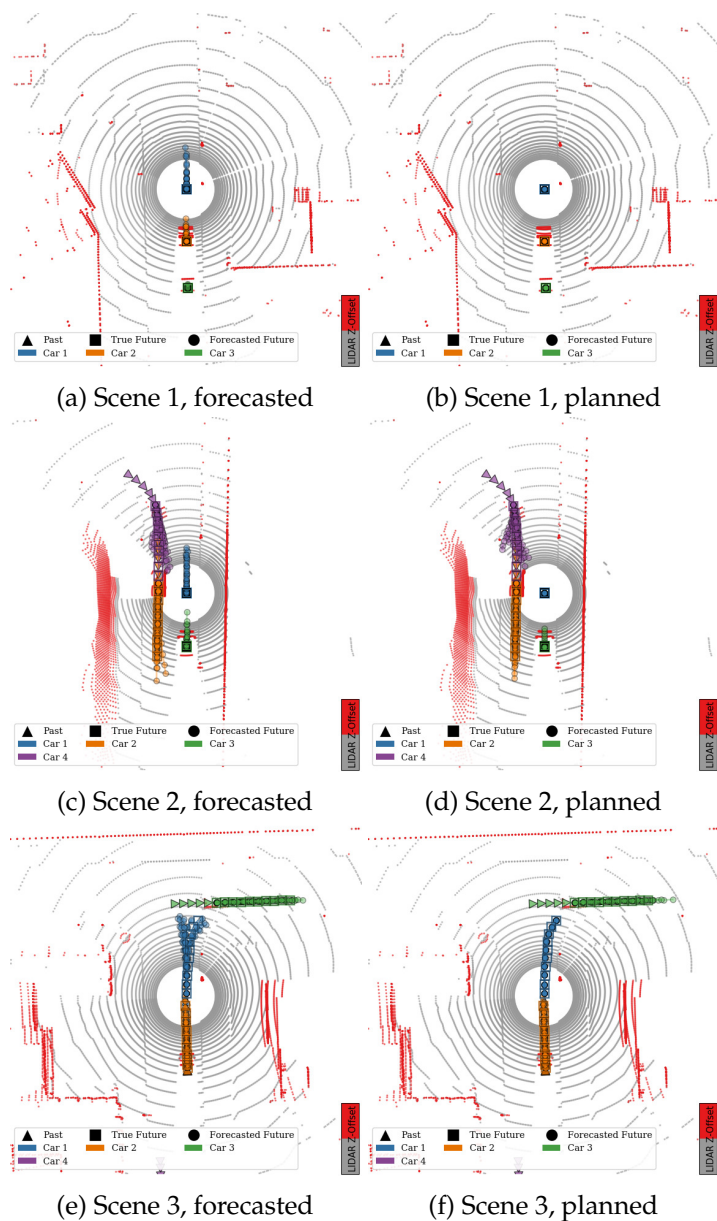 LIDAR Z-Offset
▲ Past ■ True Future ● Forecasted Future
Car 1 Car 2 Car 3
(a) Scene 1, forecasted
LIDAR Z-Offset
▲ Past ■ True Future ● Forecasted Future
Car 1 Car 2 Car 3
(b) Scene 1, planned
LIDAR Z-Offset
▲ Past ■ True Future ● Forecasted Future
Car 1 Car 2 Car 3
Car 4
(c) Scene 2, forecasted
LIDAR Z-Offset
▲ Past ■ True Future ● Forecasted Future
Car 1 Car 2 Car 3
Car 4
(d) Scene 2, planned
LIDAR Z-Offset
▲ Past ■ True Future ● Forecasted Future
Car 1 Car 2 Car 3
Car 4
(e) Scene 3, forecasted
LIDAR Z-Offset
▲ Past ■ True Future ● Forecasted Future
Car 1 Car 2 Car 3
Car 4
(f) Scene 3, planned